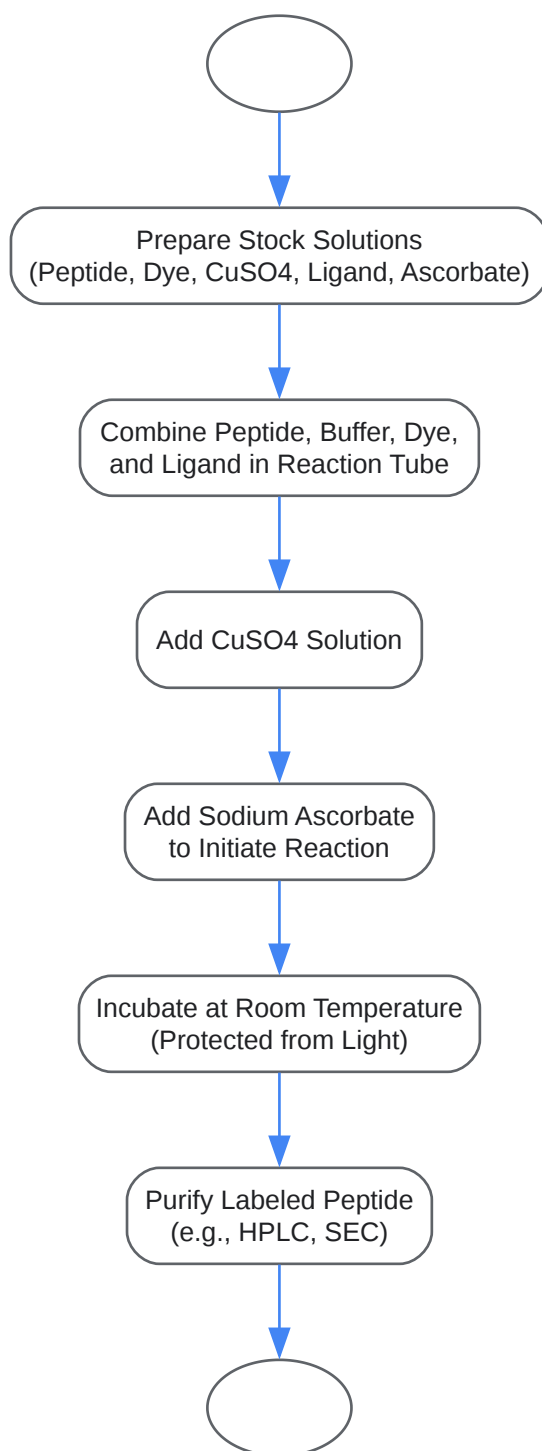 Prepare Stock Solutions
(Peptide, Dye, CuSO4, Ligand, Ascorbate)
Combine Peptide, Buffer, Dye,
and Ligand in Reaction Tube
Add CuSO4 Solution
Add Sodium Ascorbate
to Initiate Reaction
Incubate at Room Temperature
(Protected from Light)
Purify Labeled Peptide
(e.g., HPLC, SEC)